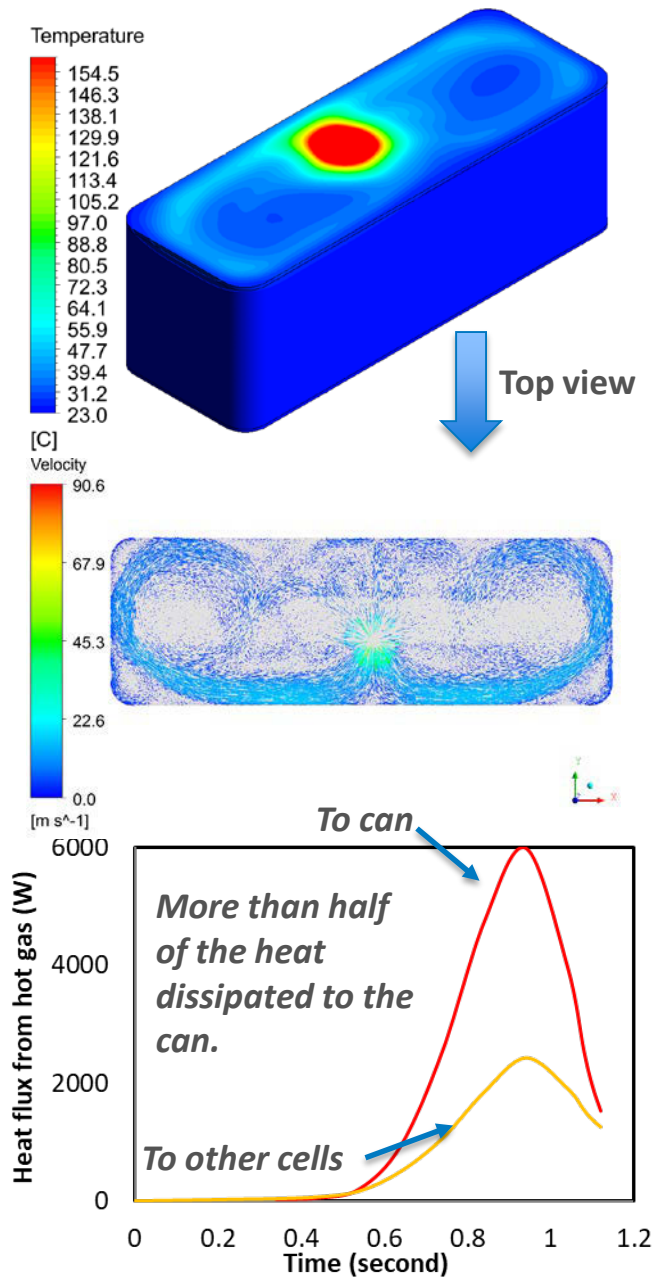 Temperature
154.5
146.3
138.1
129.9
121.6
113.4
105.2
97.0
88.8
80.5
72.3
64.1
55.9
47.7
39.4
31.2
23.0
[C]
Top view
Velocity
90.6
67.9
45.3
22.6
0.0
[m s^-1]
Y
X
To can
Heat flux from hot gas (W)
6000
4000
2000
0
More than half
of the heat
dissipated to the
can.
To other cells
0
0.2
0.4
0.6
0.8
1
1.2
Time (second)